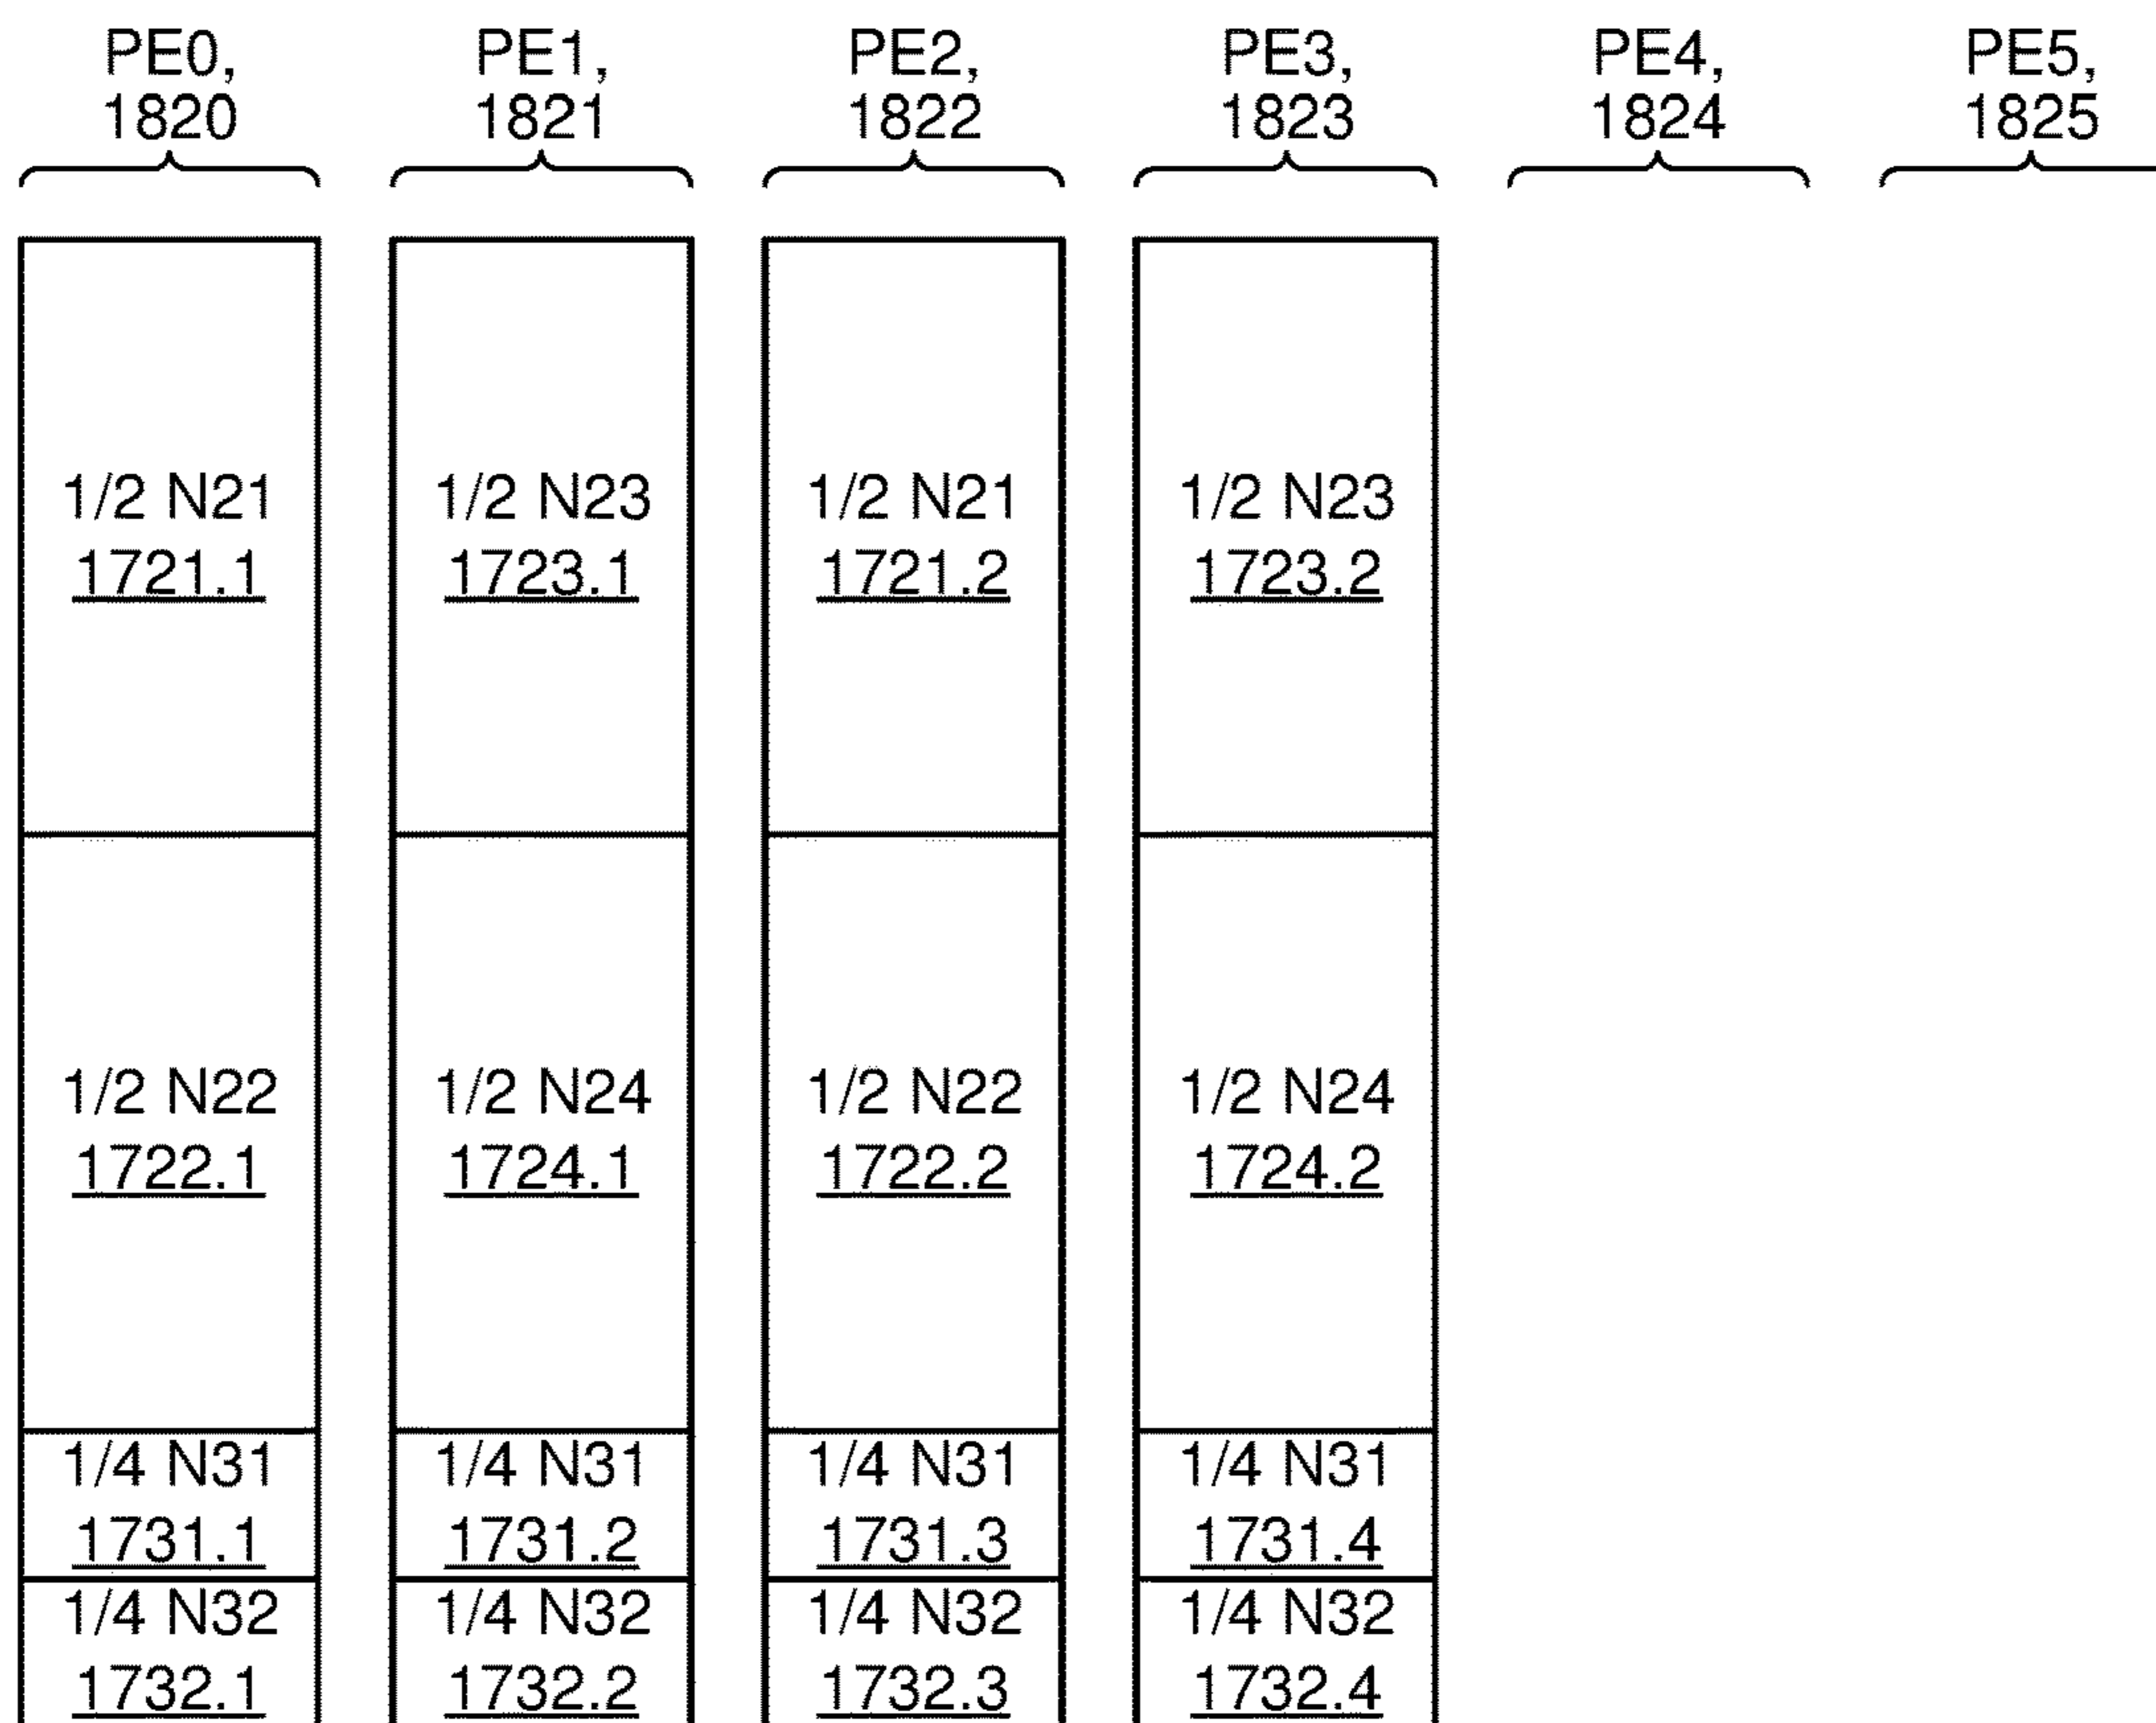 PE0,
1820
PE1,
1821
PE2,
1822
PE3,
1823
PE4,
1824
PE5,
1825
1/2 N21
1721.1
1/2 N23
1723.1
1/2 N21
1721.2
1/2 N23
1723.2
1/2 N22
1722.1
1/2 N24
1724.1
1/2 N22
1722.2
1/2 N24
1724.2
1/4 N31
1731.1
1/4 N31
1731.2
1/4 N31
1731.3
1/4 N31
1731.4
1/4 N32
1732.1
1/4 N32
1732.2
1/4 N32
1732.3
1/4 N32
1732.4